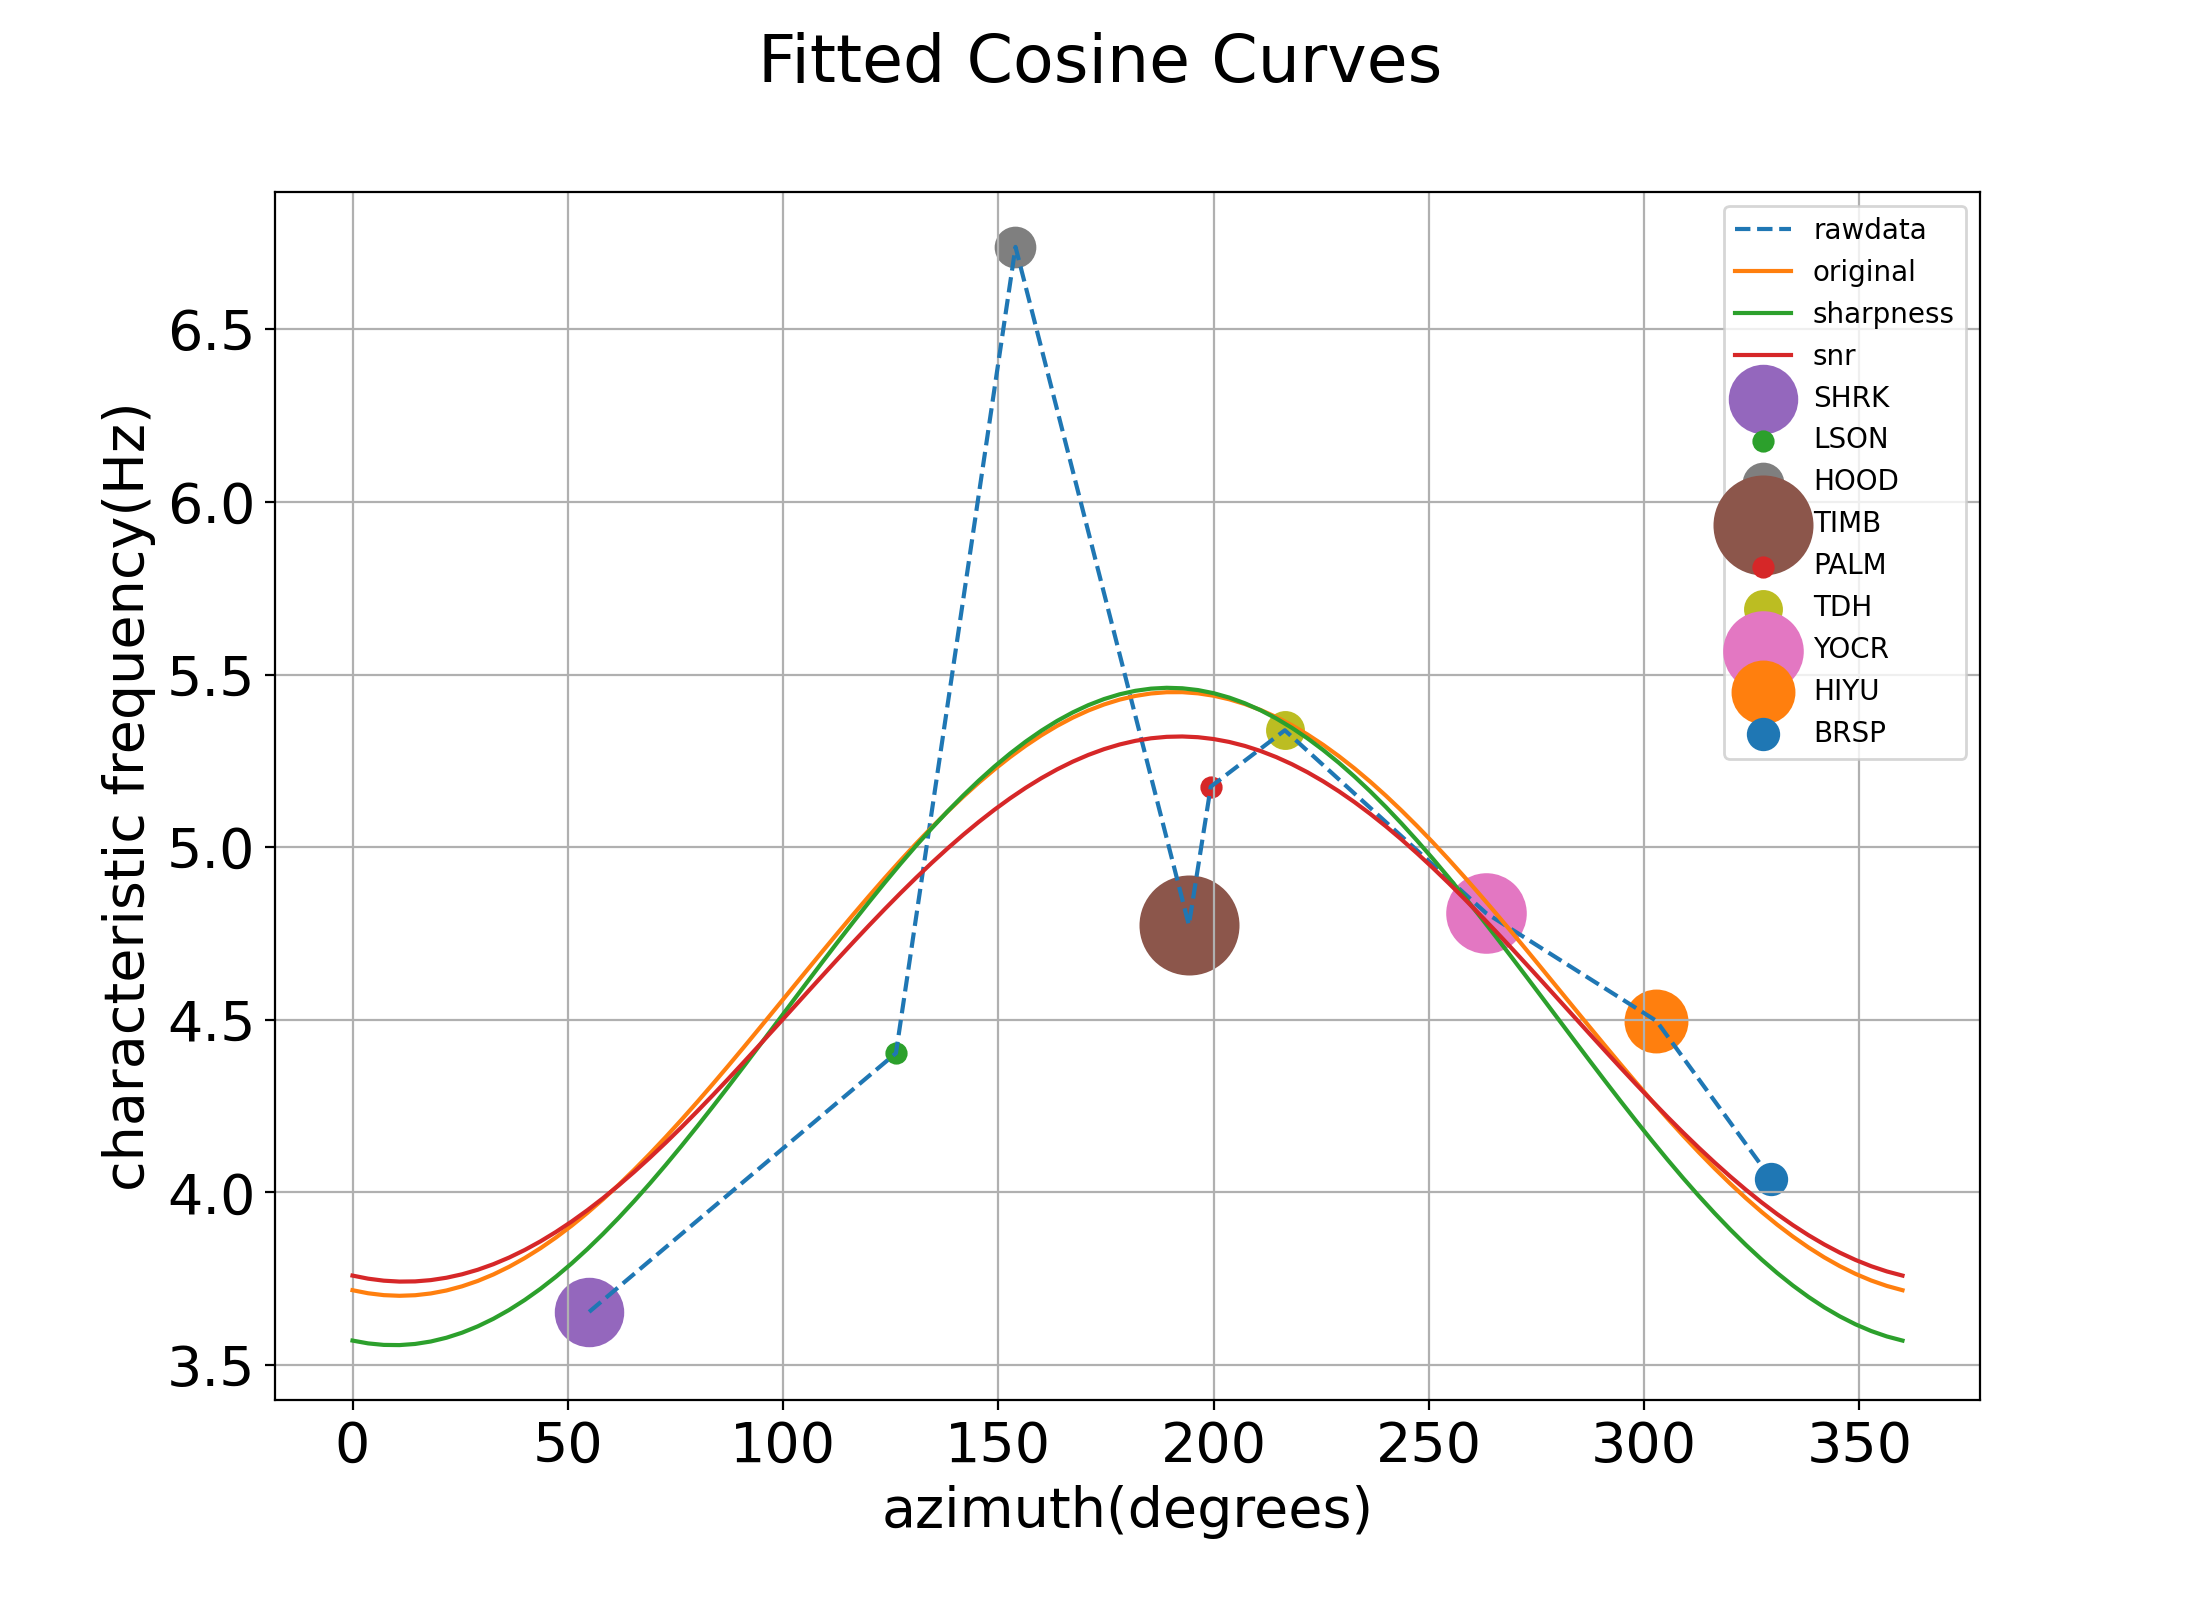 Fitted Cosine Curves
characteristic frequency(Hz)
6.5
6.0
5.5
5.0
4.5
4.0
3.5
rawdata
original
sharpness
snr
SHRK
LSON
HOOD
TIMB
PALM
TDH
YOCR
HIYU
BRSP
0 50 100 150 200 250 300 350
azimuth(degrees)